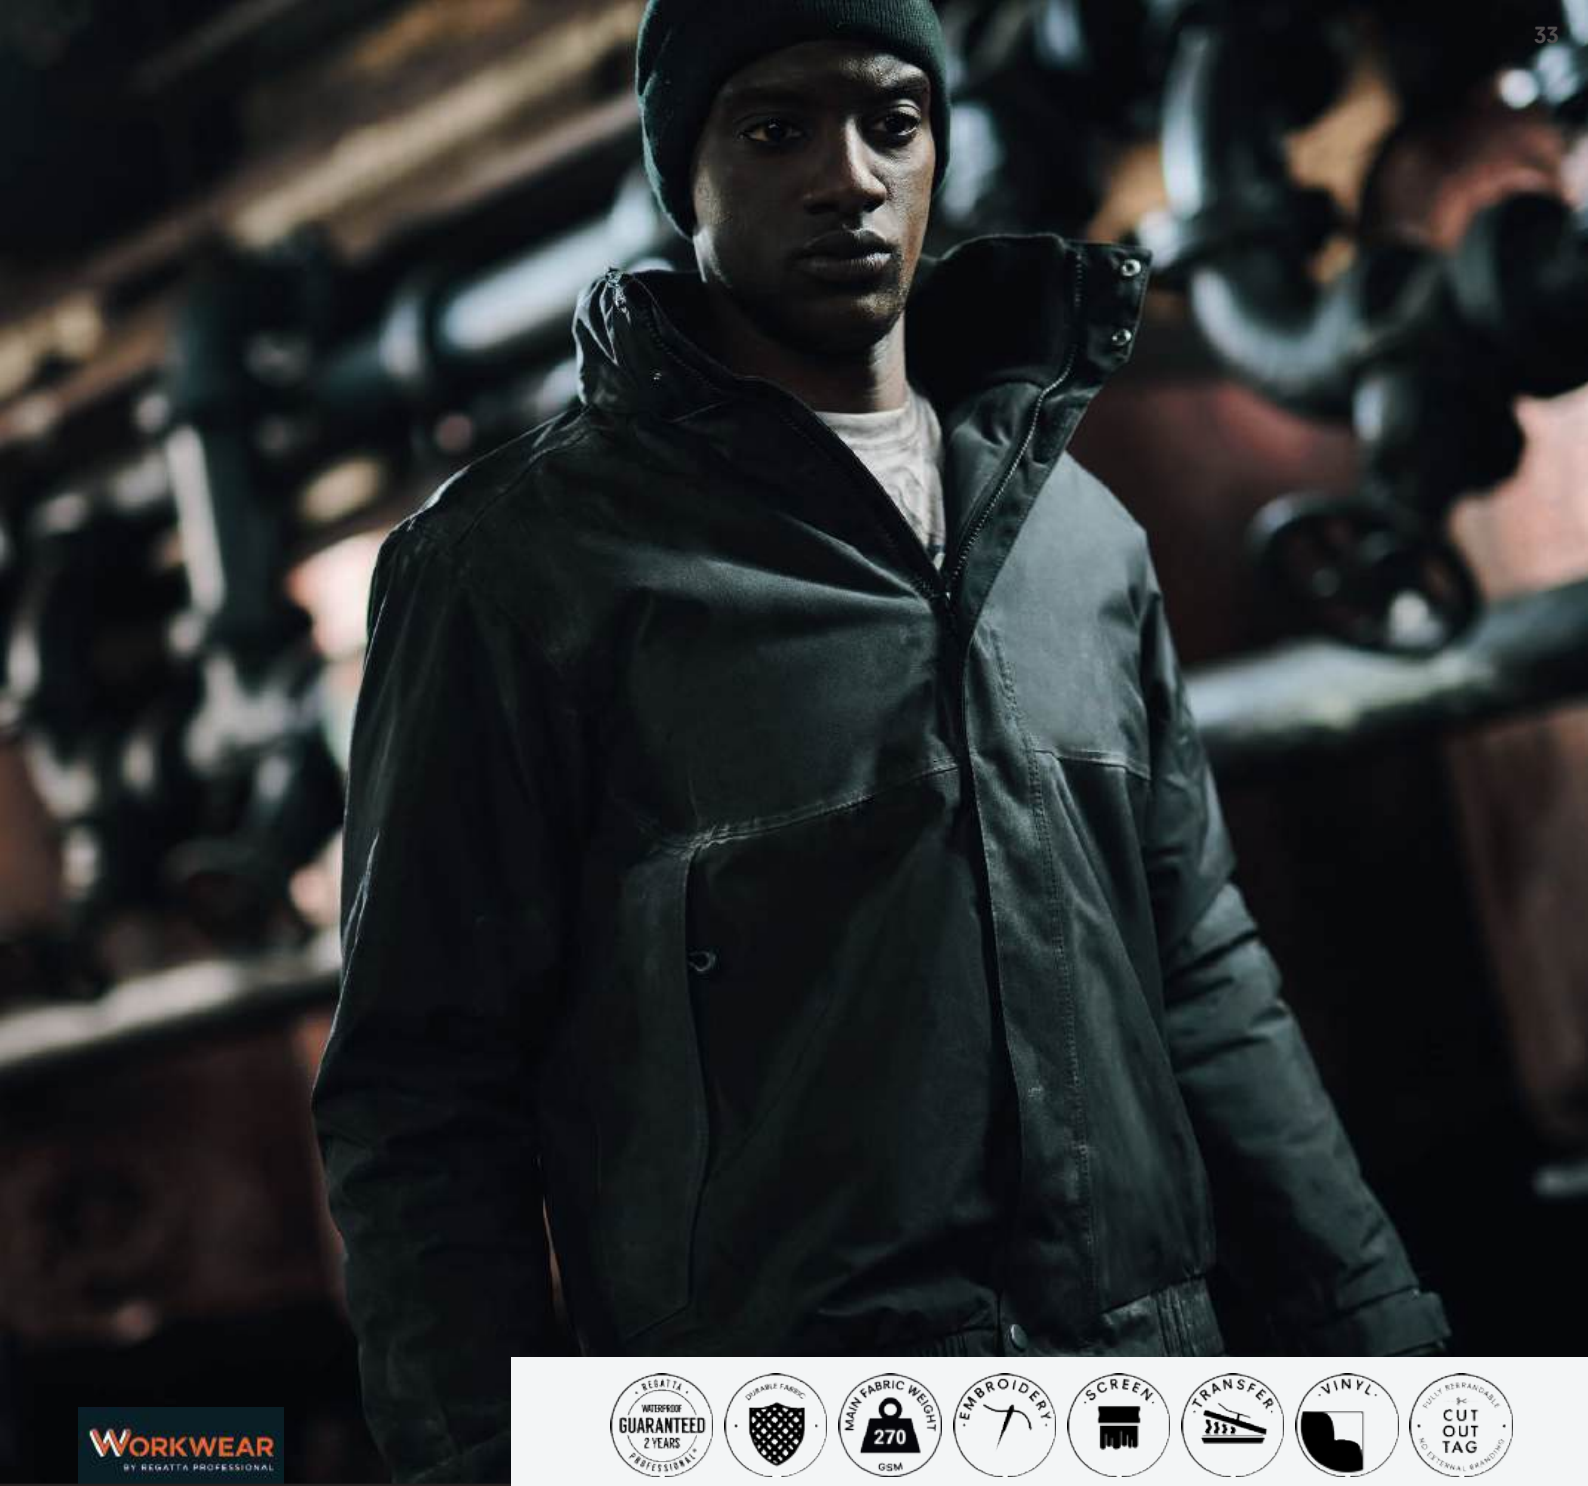 33
WORKWEAR
BY REGATTA PROFESSIONAL
· REGATTA ·
WATERPROOF
GUARANTEED
2 YEARS
PROFESSIONAL
DURABLE FABRIC
MAIN FABRIC WEIGHT
270
GSM
·EMBROIDERY·
·SCREEN·
·TRANSFER·
·VINYL·
FULLY REBRANDABLE
CUT
OUT
TAG
· NO EXTERNAL BRANDING ·